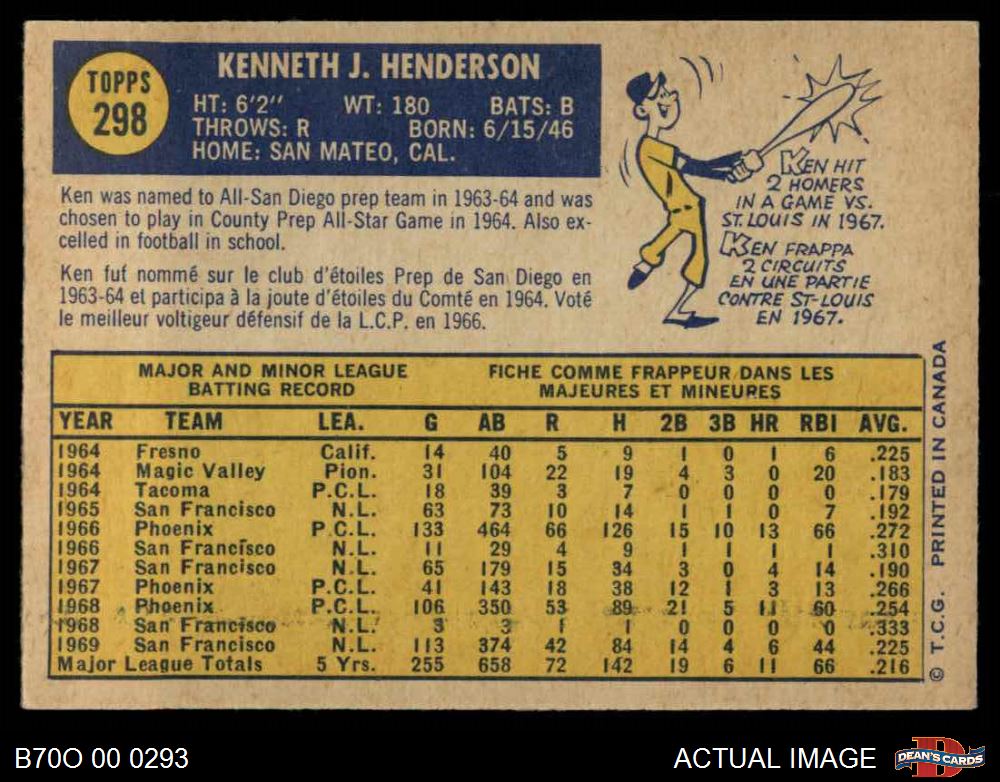 TOPPS
298
KENNETH J. HENDERSON
HT: 6'2" WT: 180 BATS: B
THROWS: R BORN: 6/15/46
HOME: SAN MATEO, CAL.
Ken was named to All-San Diego prep team in 1963-64 and was
chosen to play in County Prep All-Star Game in 1964. Also ex-
celled in football in school.
Ken fut nommé sur le club d'étoiles Prep de San Diego en
1963-64 et participa à la joute d'étoiles du Comté en 1964. Voté
le meilleur voltigeur défensif de la L.C.P. en 1966.
KEN HIT
2 HOMERS
IN A GAME VS.
ST. LOUIS IN 1967.
KEN FRAPPA
2 CIRCUITS
EN UNE PARTIE
CONTRE ST-LOUIS
EN 1967.
MAJOR AND MINOR LEAGUE FICHE COMME FRAPPEUR DANS LES
BATTING RECORD MAJEURES ET MINEURES
YEAR TEAM LEA. G AB R H 2B 3B HR RBI AVG.
1964 Fresno Calif. 14 40 5 9 1 0 1 6 .225
1964 Magic Valley Pion. 31 104 22 19 4 3 0 20 .183
1964 Tacoma P.C.L. 18 39 3 7 0 0 0 0 .179
1965 San Francisco N.L. 63 73 10 14 1 1 0 7 .192
1966 Phoenix P.C.L. 133 464 66 126 15 10 13 66 .272
1966 San Francisco N.L. 11 29 4 9 1 1 1 1 .310
1967 San Francisco N.L. 65 179 15 34 3 0 4 14 .190
1967 Phoenix P.C.L. 41 143 18 38 12 1 3 13 .266
1968 Phoenix P.C.L. 106 350 53 89 21 5 11 60 .254
1968 San Francisco N.L. 3 3 1 1 0 0 0 0 .333
1969 San Francisco N.L. 113 374 42 84 14 4 6 44 .225
Major League Totals 5 Yrs. 255 658 72 142 19 6 11 66 .216
© T.C.G. PRINTED IN CANADA
B70O 00 0293
ACTUAL IMAGE
D
DEAN'S CARDS